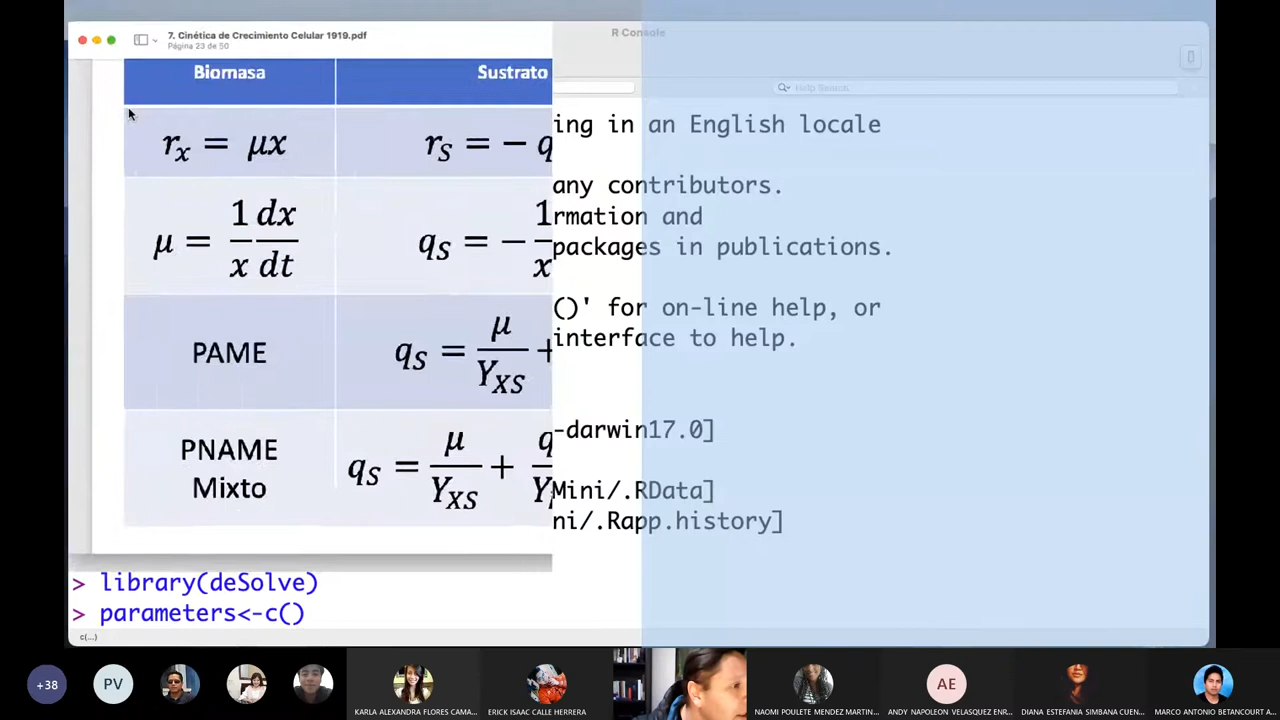 R Console
7. Cinética de Crecimiento Celular 1919.pdf
Página 23 de 50
Help Search
Biomasa
Sustrato
ing in an English locale
r_x = μx
r_S = − q
any contributors.
rmation and
packages in publications.
μ = 1/x dx/dt
q_S = − 1/x
()' for on-line help, or
interface to help.
PAME
q_S = μ/Y_XS +
-darwin17.0]
PNAME
Mixto
q_S = μ/Y_XS + q/Y
Mini/.RData]
ni/.Rapp.history]
> library(deSolve)
> parameters<-c()
c(...)
+38
PV
AE
KARLA ALEXANDRA FLORES CAMA...
ERICK ISAAC CALLE HERRERA
NAOMI POULETE MENDEZ MARTIN...
ANDY NAPOLEON VELASQUEZ ENR...
DIANA ESTEFANIA SIMBANA CUEN...
MARCO ANTONIO BETANCOURT A...